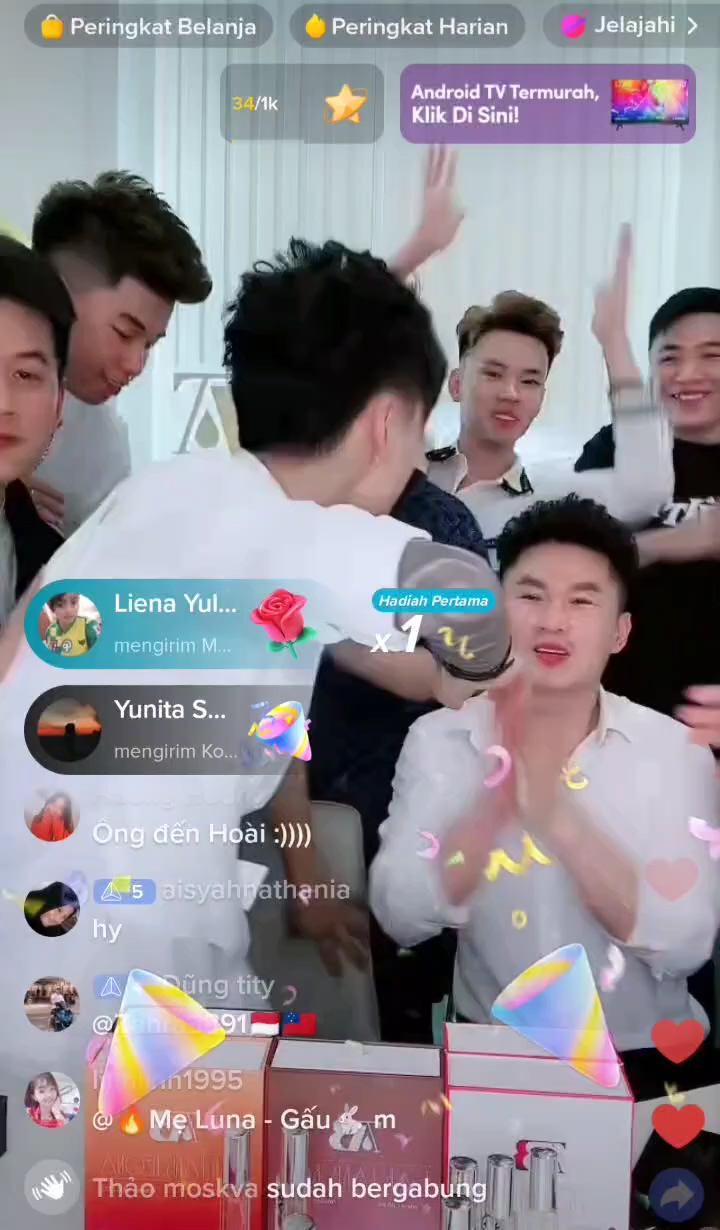 Peringkat Belanja
Peringkat Harian
Jelajahi
34/1k
Android TV Termurah,
Klik Di Sini!
Liena Yul...
mengirim M...
Hadiah Pertama
x 1
Yunita S...
mengirim Ko...
Ông đến Hoài :))))
5 aisyahnathania
hy
Dũng tity
@🔥Mẹ Luna - Gấu
Thảo moskva sudah bergabung